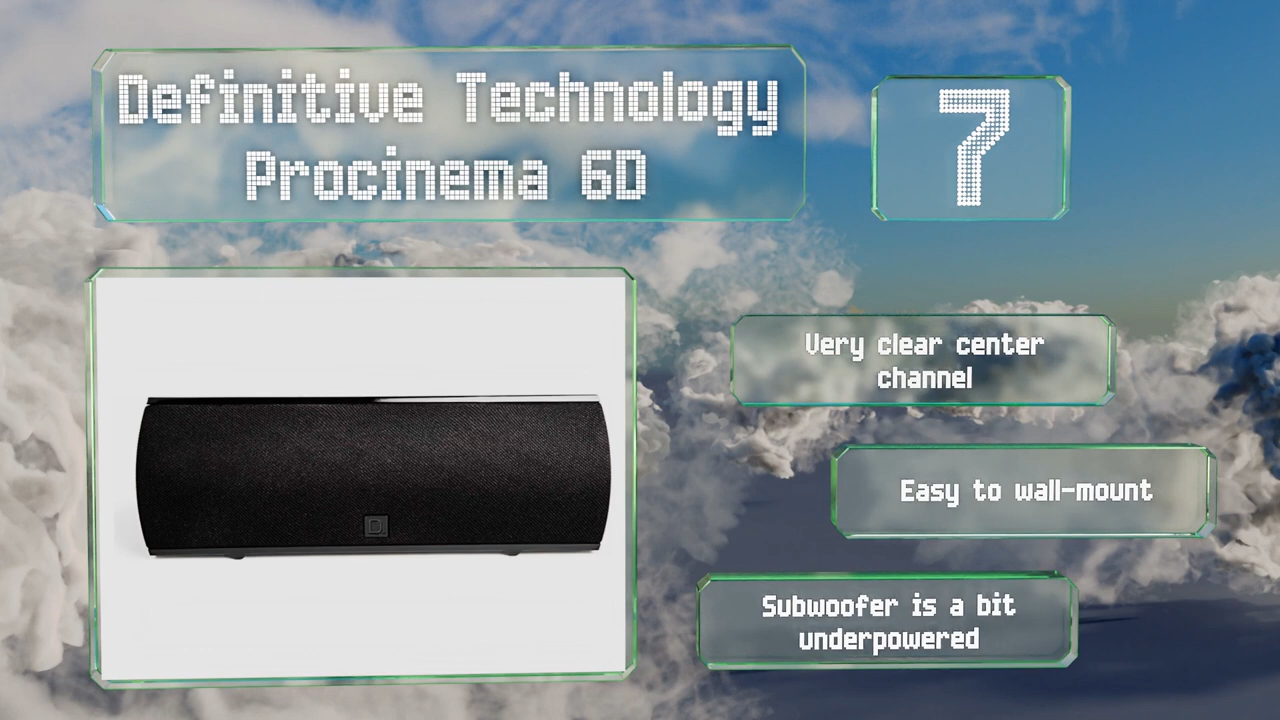 Definitive Technology
Procinema 6D
7
Very clear center
channel
Easy to wall-mount
Subwoofer is a bit
underpowered
D